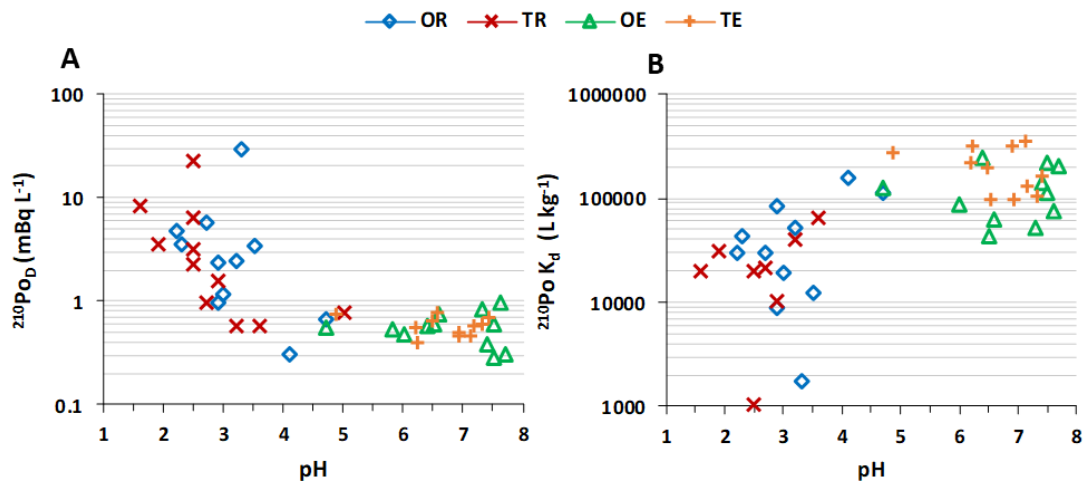 OR TR OE TE
A
²¹⁰Po_D (mBq L⁻¹)
100
10
1
0.1
1 2 3 4 5 6 7 8
pH
B
²¹⁰Po K_d (L kg⁻¹)
1000000
100000
10000
1000
1 2 3 4 5 6 7 8
pH